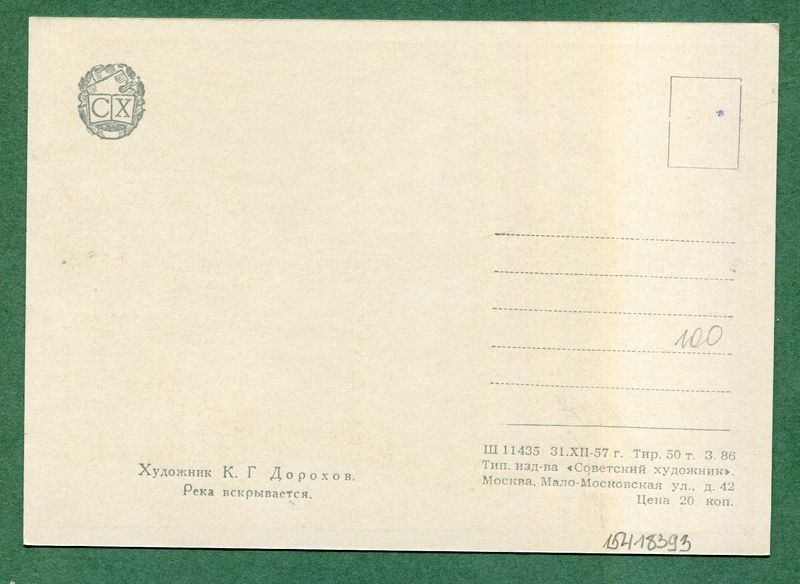 СХ
100
Художник К. Г Дорохов.
Река вскрывается.
Ш 11435 31.XII-57 г. Тир. 50 т. З. 86
Тип. изд-ва «Советский художник».
Москва, Мало-Московская ул., д. 42
Цена 20 коп.
15418393